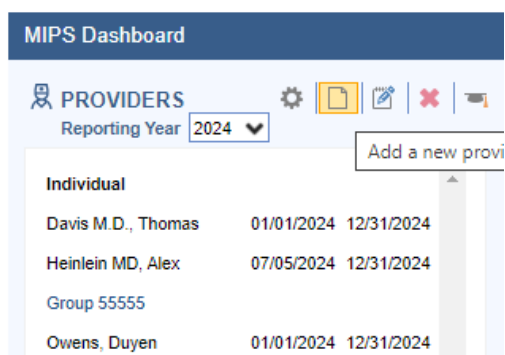 MIPS Dashboard
PROVIDERS
Reporting Year 2024
Add a new provi
Individual
Davis M.D., Thomas 01/01/2024 12/31/2024
Heinlein MD, Alex 07/05/2024 12/31/2024
Group 55555
Owens, Duyen 01/01/2024 12/31/2024